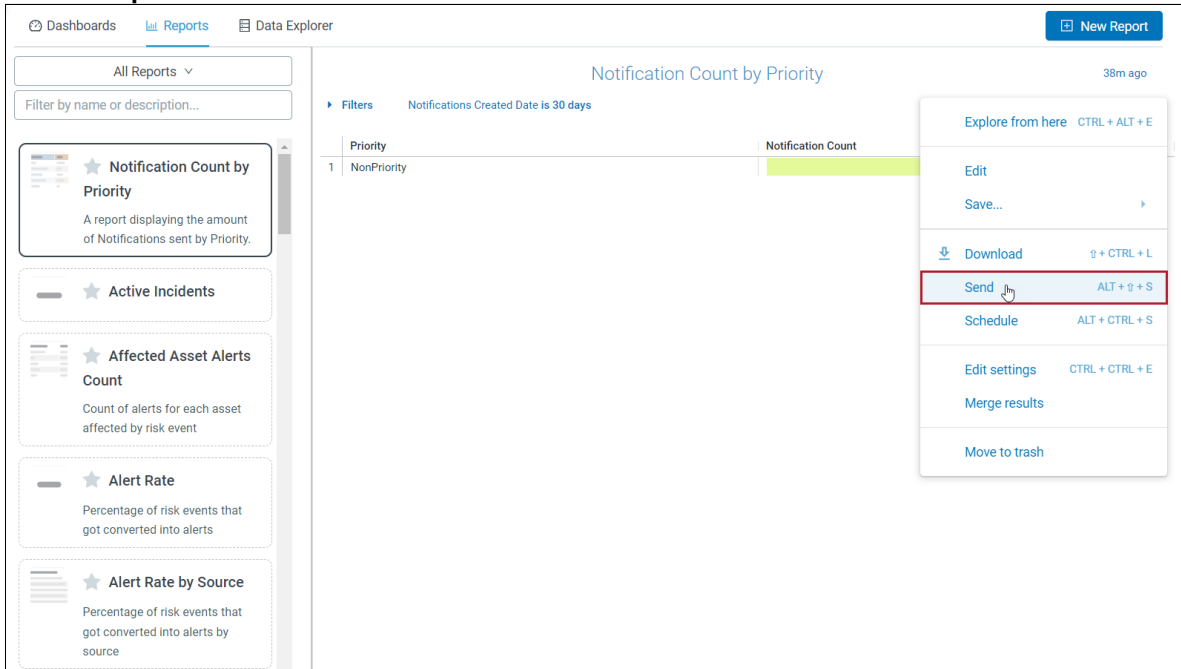 Dashboards
Reports
Data Explorer
New Report
All Reports
Filter by name or description...
Notification Count by
Priority
A report displaying the amount
of Notifications sent by Priority.
Active Incidents
Affected Asset Alerts
Count
Count of alerts for each asset
affected by risk event
Alert Rate
Percentage of risk events that
got converted into alerts
Alert Rate by Source
Percentage of risk events that
got converted into alerts by
source
Notification Count by Priority
38m ago
Filters Notifications Created Date is 30 days
Priority Notification Count
1 NonPriority
Explore from here CTRL + ALT + E
Edit
Save...
Download ⇧ + CTRL + L
Send ALT + ⇧ + S
Schedule ALT + CTRL + S
Edit settings CTRL + CTRL + E
Merge results
Move to trash